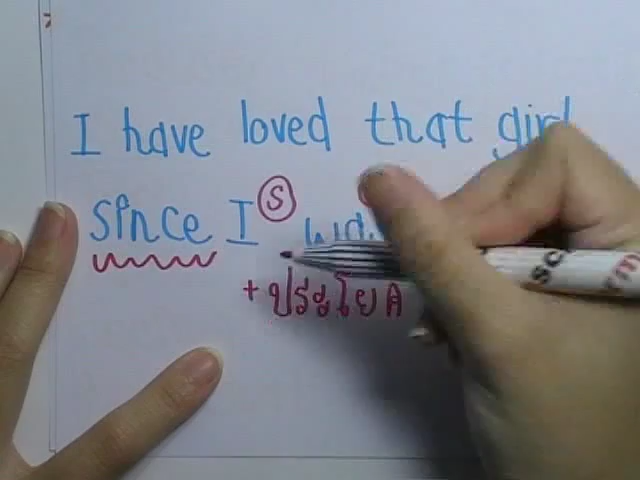 I have loved that girl
since I S
+ ประโยค